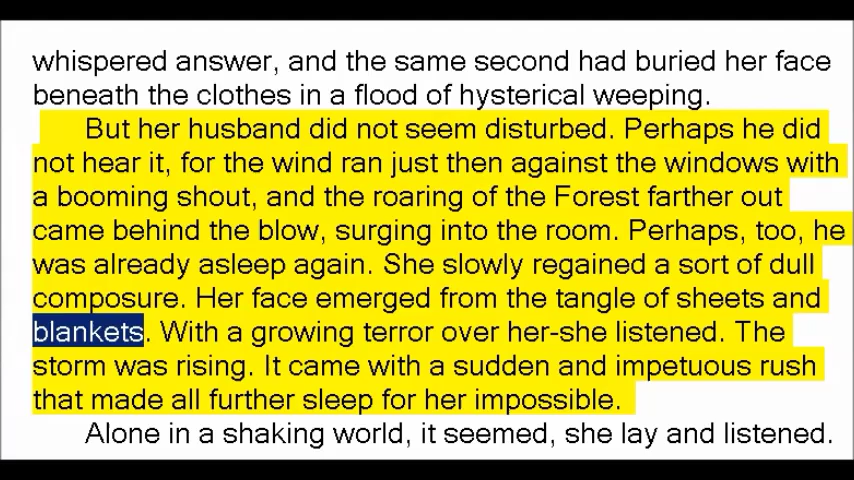 whispered answer, and the same second had buried her face
beneath the clothes in a flood of hysterical weeping.
But her husband did not seem disturbed. Perhaps he did
not hear it, for the wind ran just then against the windows with
a booming shout, and the roaring of the Forest farther out
came behind the blow, surging into the room. Perhaps, too, he
was already asleep again. She slowly regained a sort of dull
composure. Her face emerged from the tangle of sheets and
blankets. With a growing terror over her-she listened. The
storm was rising. It came with a sudden and impetuous rush
that made all further sleep for her impossible.
Alone in a shaking world, it seemed, she lay and listened.